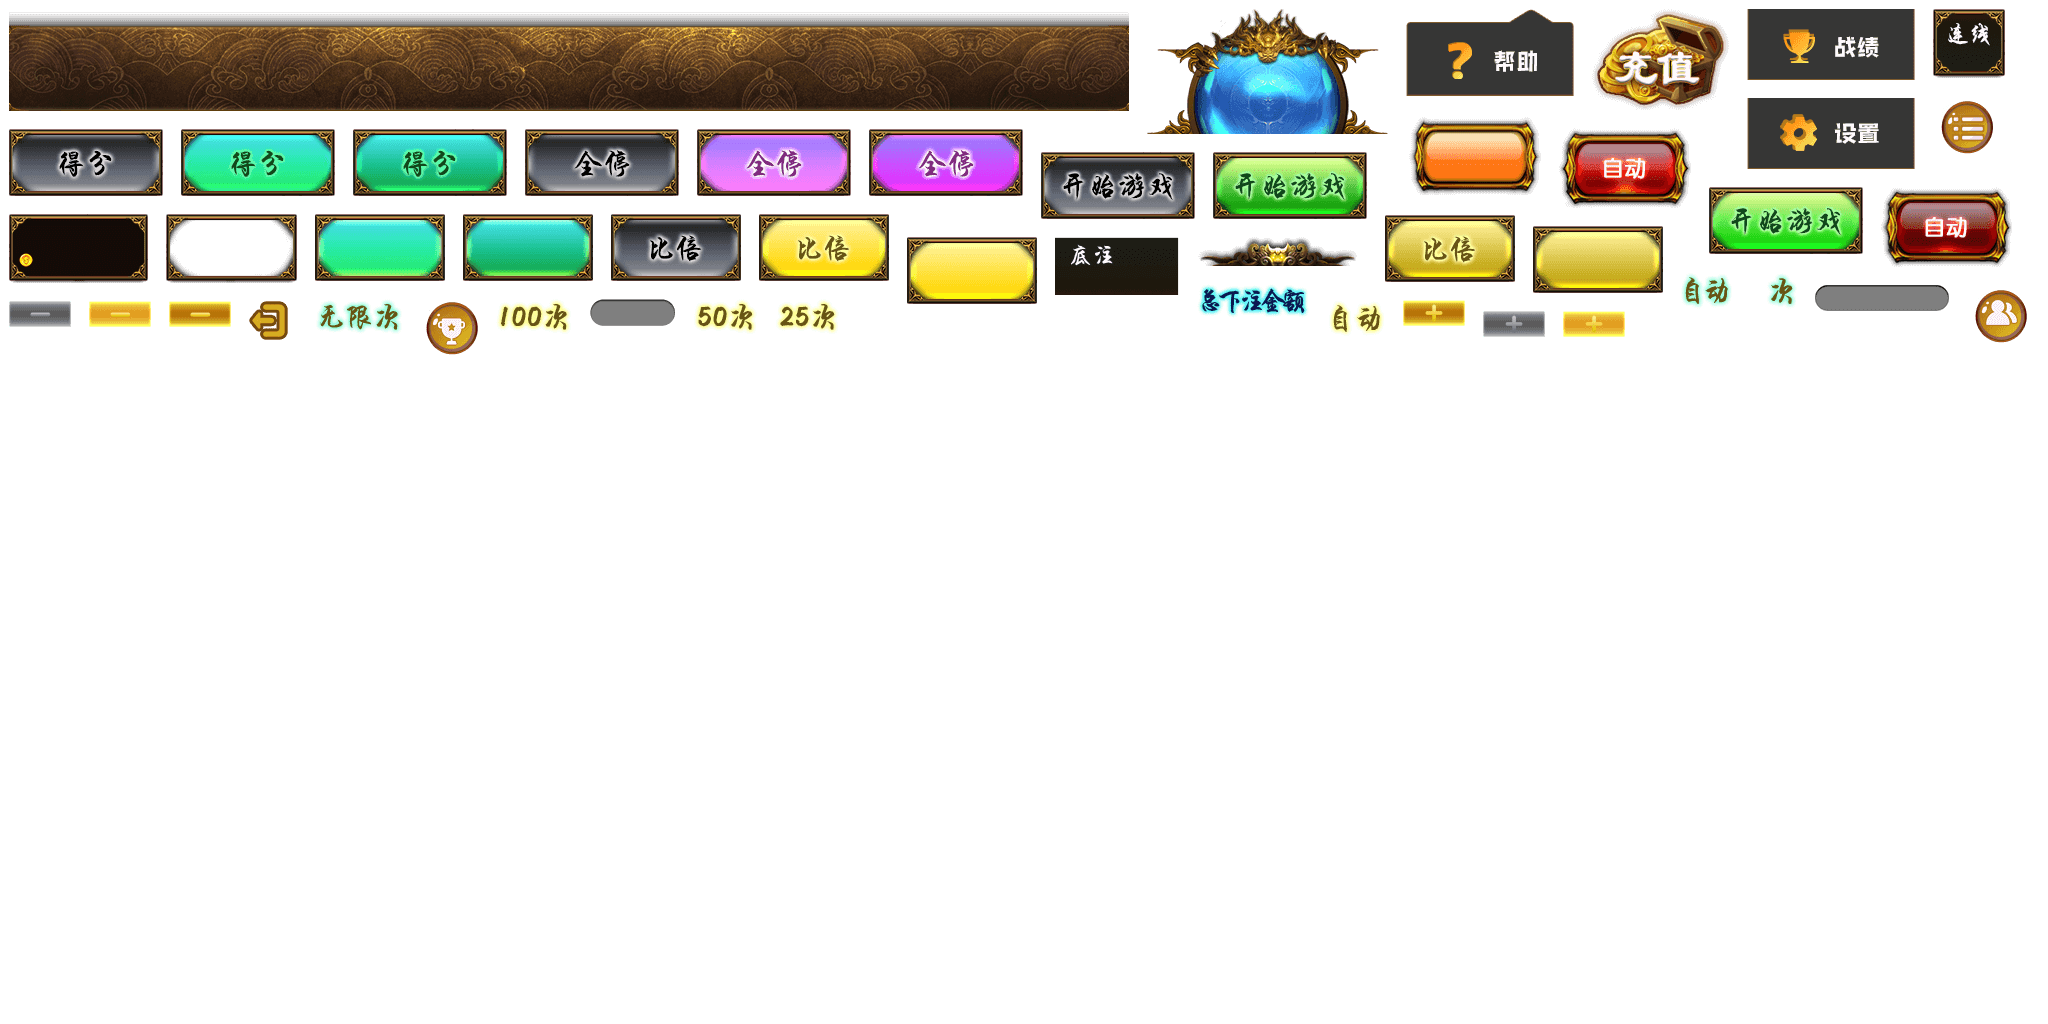 帮助
充值
战绩
连线
设置
得分
得分
得分
全停
全停
全停
开始游戏
开始游戏
自动
开始游戏
自动
比倍
比倍
底注
比倍
总下注金额
自动 次
无限次
100次
50次
25次
自动